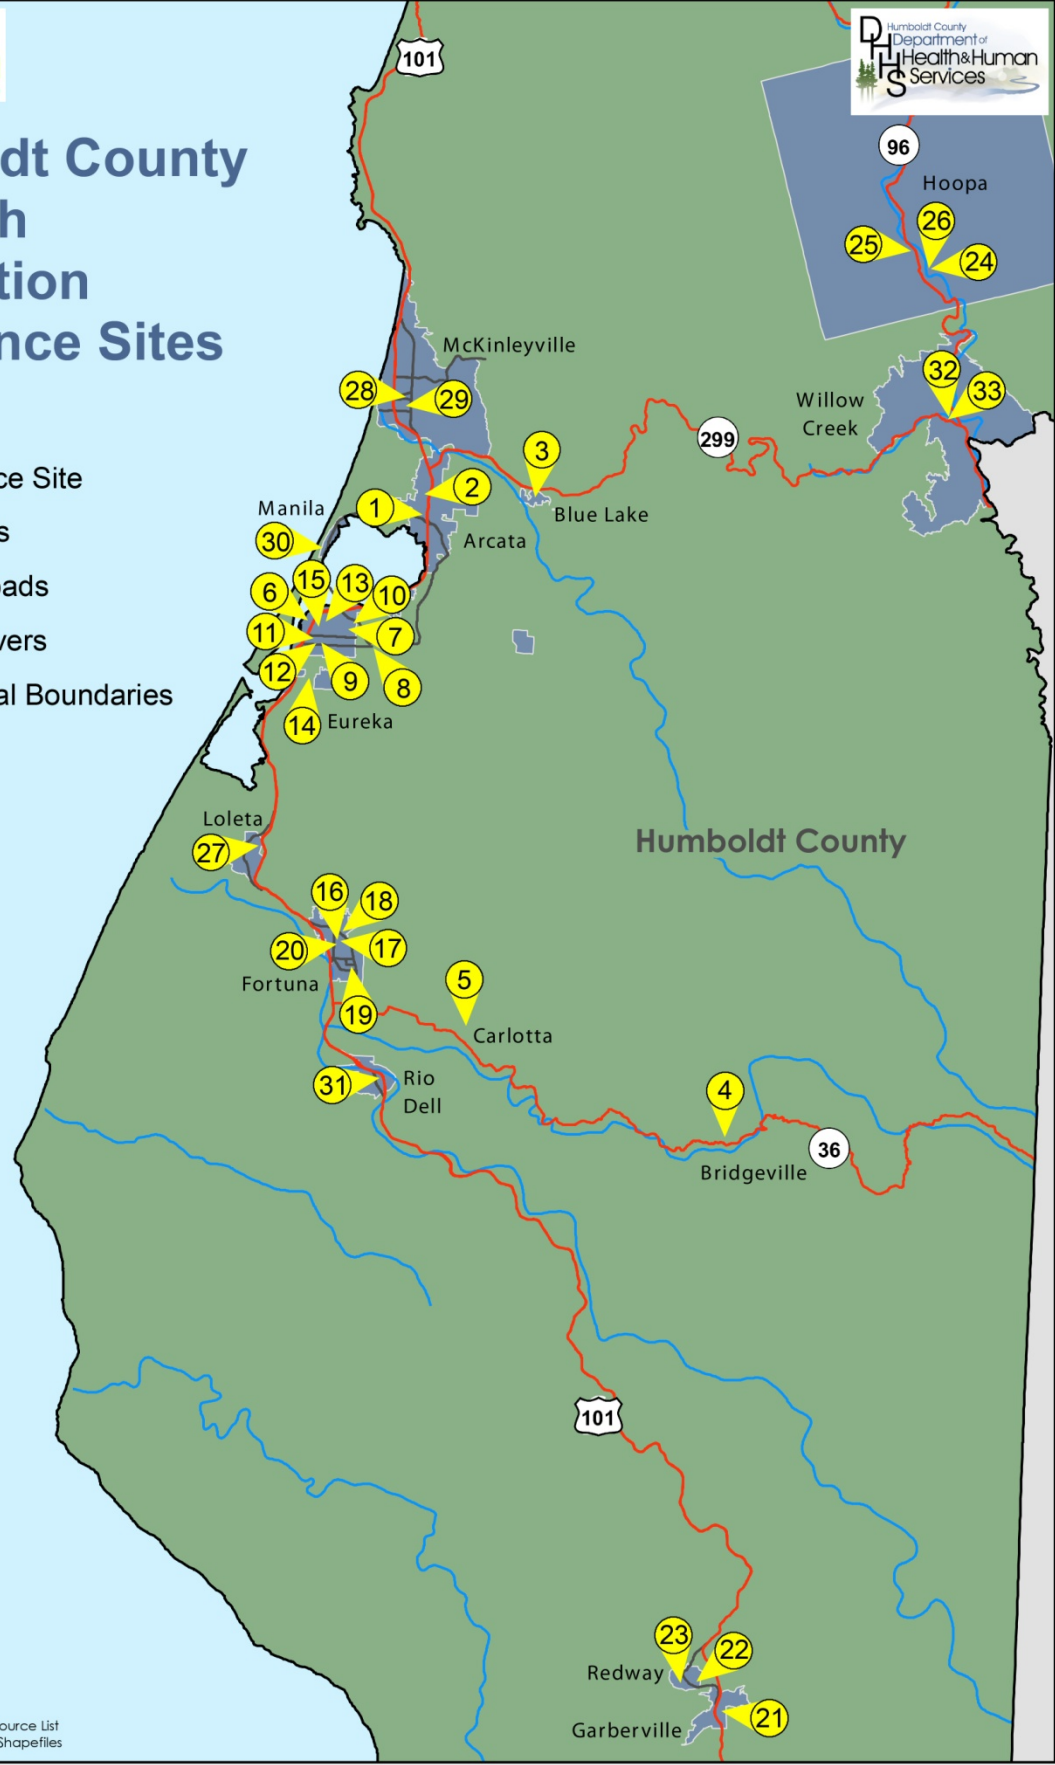 101
Humboldt County
Department of
Health & Human
Services
DHHS
dt County
h
tion
nce Sites
96
Hoopa
26
25
24
McKinleyville
32
28
29
33
Willow
Creek
299
3
ce Site
2
Manila
1
Blue Lake
s
30
Arcata
15
13
6
10
oads
11
7
vers
12
9
8
al Boundaries
14
Eureka
Loleta
27
Humboldt County
16
18
20
17
Fortuna
5
19
Carlotta
31
Rio
Dell
4
36
Bridgeville
101
23
22
Redway
21
Garberville
ource List
Shapefiles